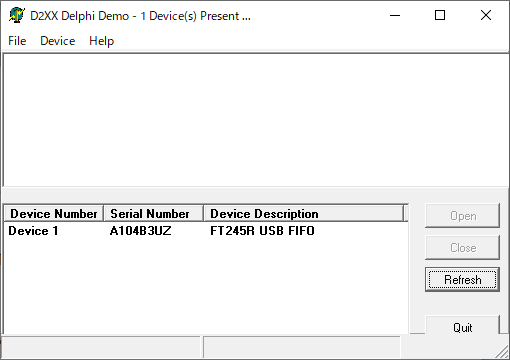 D2XX Delphi Demo - 1 Device(s) Present ...
File Device Help
Device Number Serial Number Device Description
Device 1 A104B3UZ FT245R USB FIFO
Open
Close
Refresh
Quit